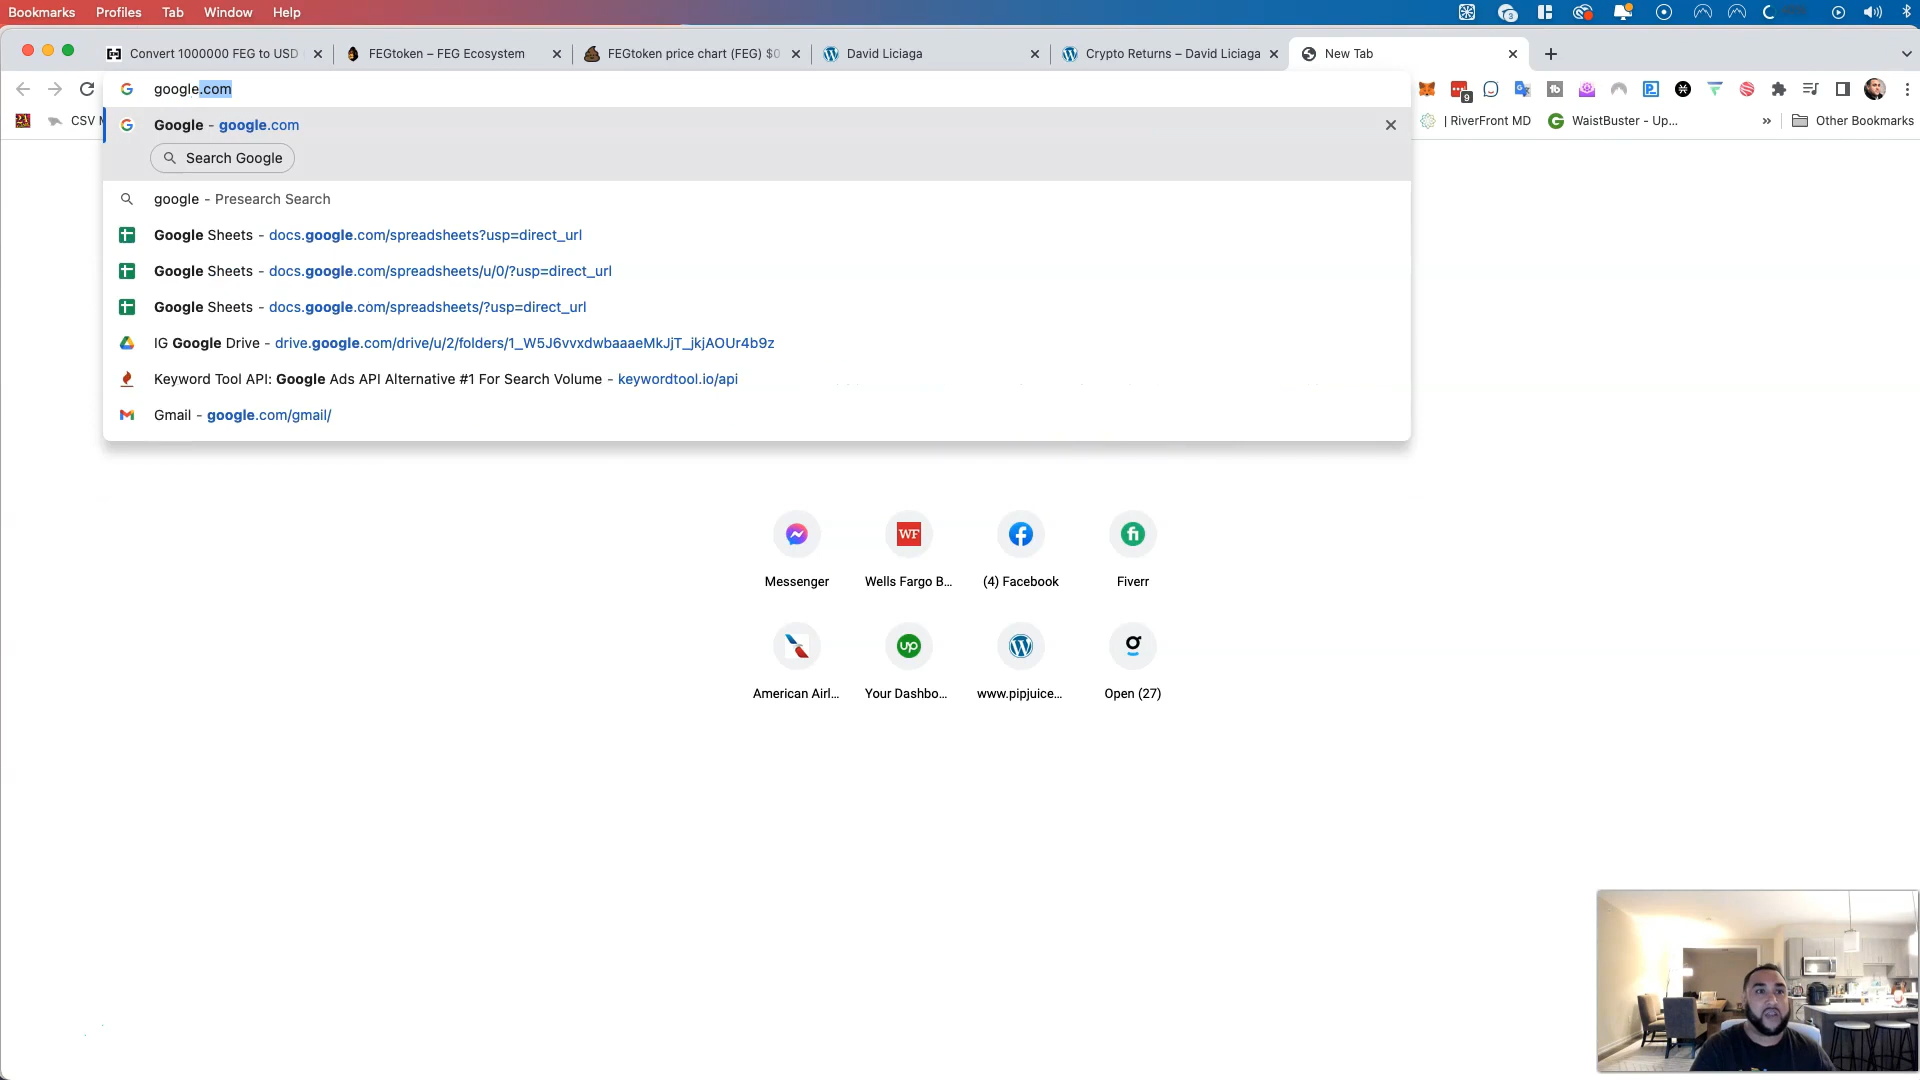 Bookmarks Profiles Tab Window Help
Convert 1000000 FEG to USD
FEGtoken – FEG Ecosystem
FEGtoken price chart (FEG) $0
David Liciaga
Crypto Returns – David Liciaga
New Tab
google.com
CSV
| RiverFront MD
WaistBuster - Up...
Other Bookmarks
9
3
Google - google.com
Search Google
google - Presearch Search
Google Sheets - docs.google.com/spreadsheets?usp=direct_url
Google Sheets - docs.google.com/spreadsheets/u/0/?usp=direct_url
Google Sheets - docs.google.com/spreadsheets/?usp=direct_url
IG Google Drive - drive.google.com/drive/u/2/folders/1_W5J6vvxdwbaaaeMkJjT_jkjAOUr4b9z
Keyword Tool API: Google Ads API Alternative #1 For Search Volume - keywordtool.io/api
Gmail - google.com/gmail/
WF
Messenger
Wells Fargo B...
(4) Facebook
Fiverr
up
American Airl...
Your Dashbo...
www.pipjuice...
Open (27)